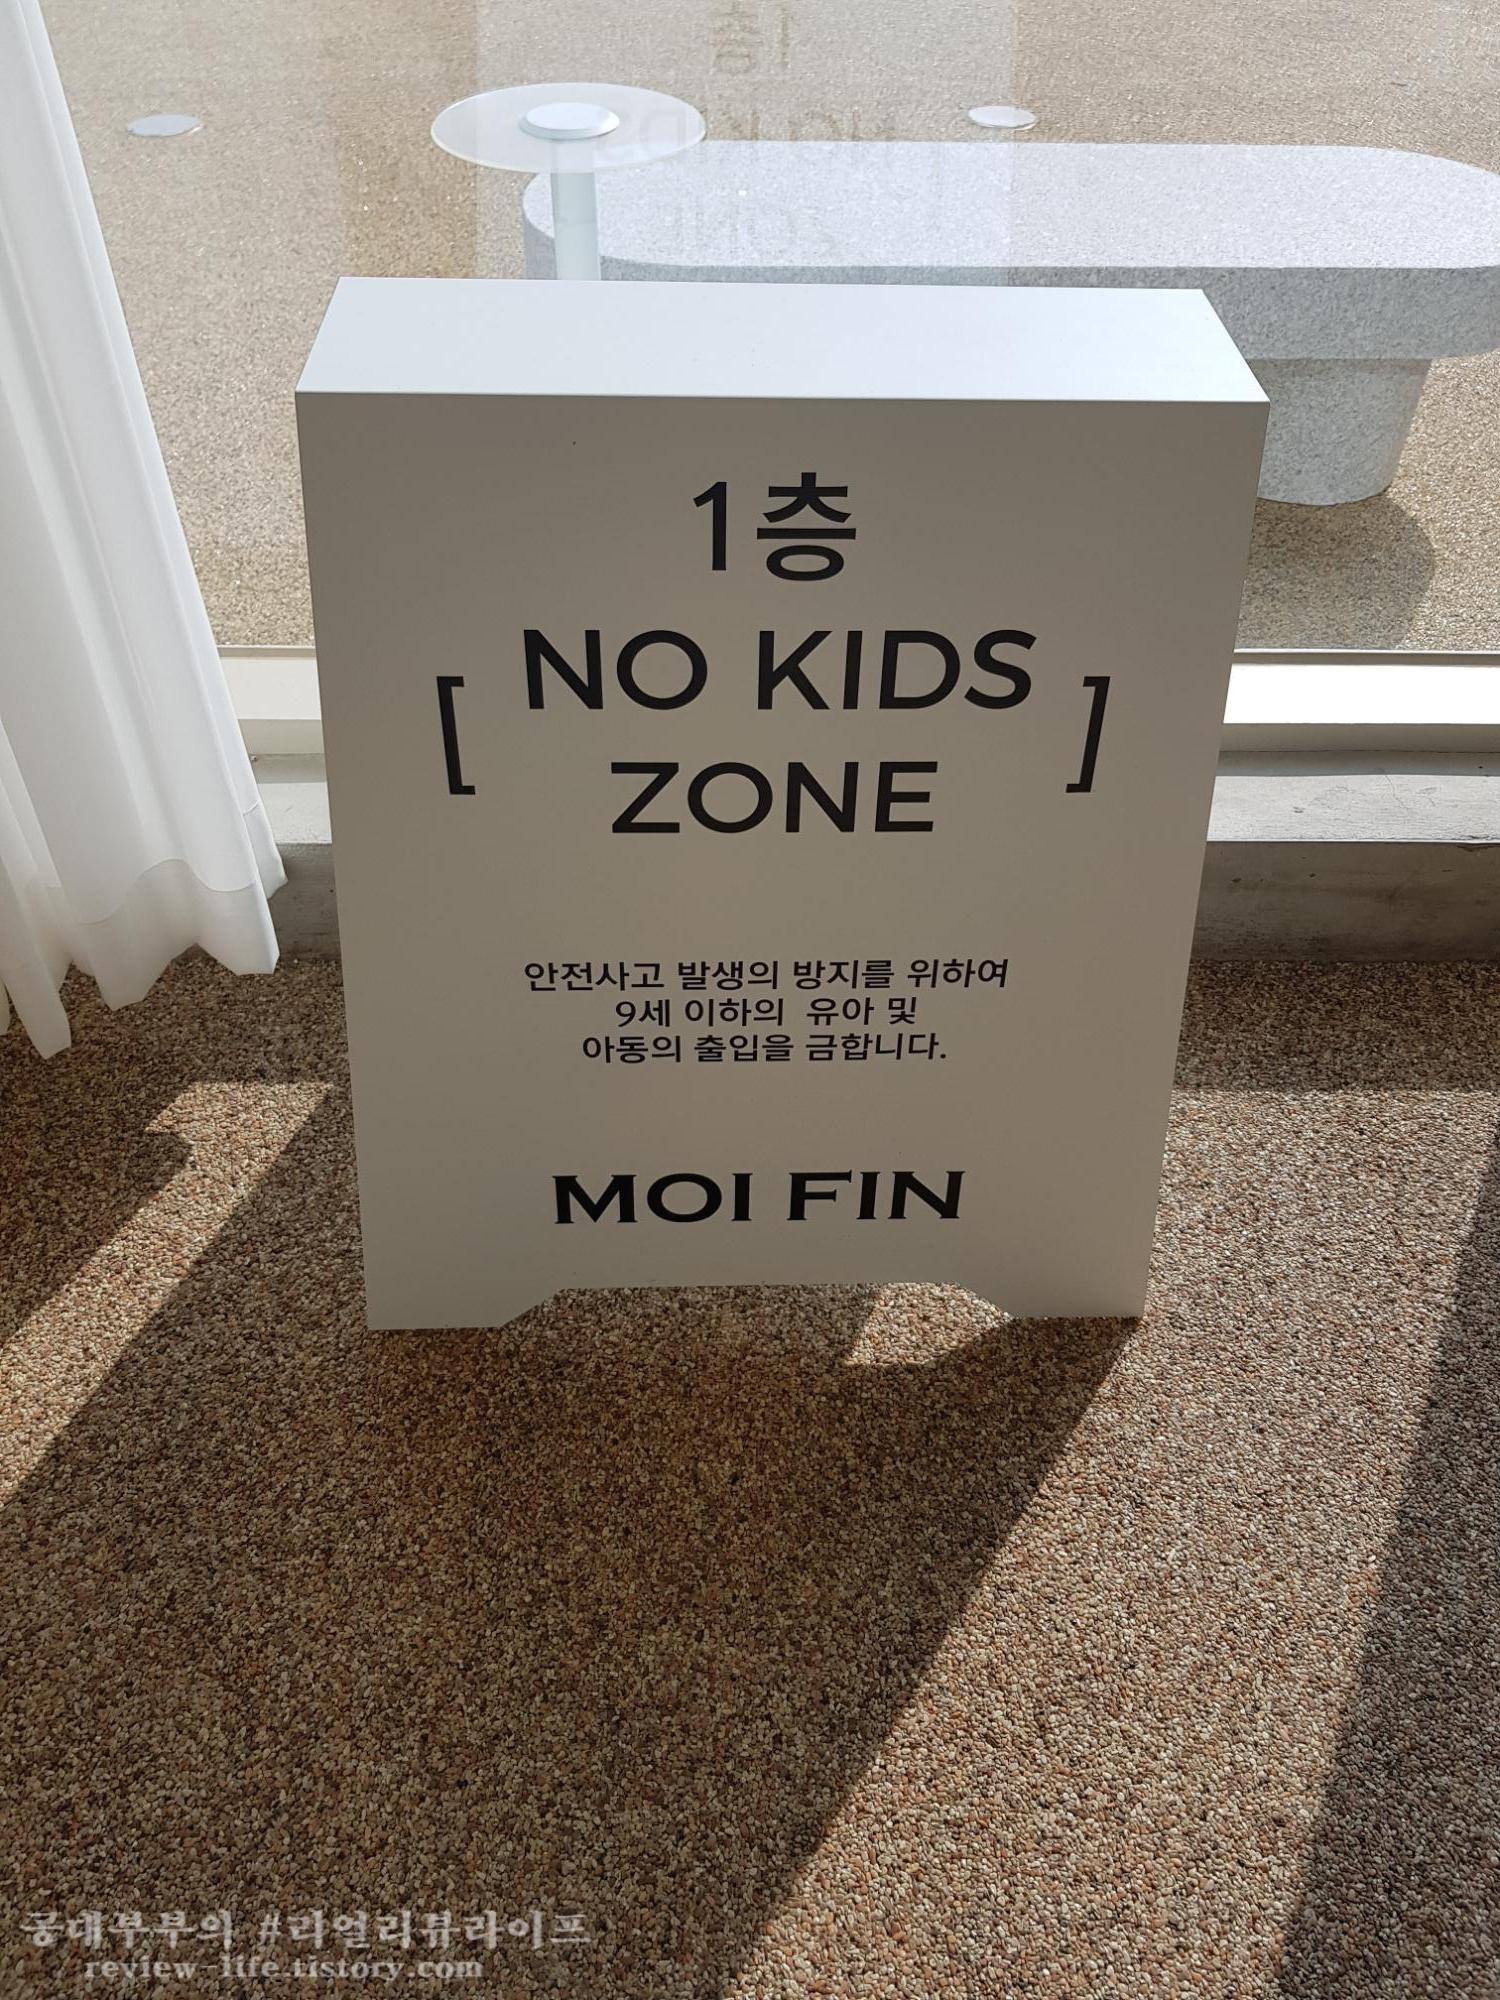 1층
[ NO KIDS
ZONE ]
안전사고 발생의 방지를 위하여
9세 이하의 유아 및
아동의 출입을 금합니다.
MOI FIN
공대부부의 #리얼리뷰라이프
review-life.tistory.com